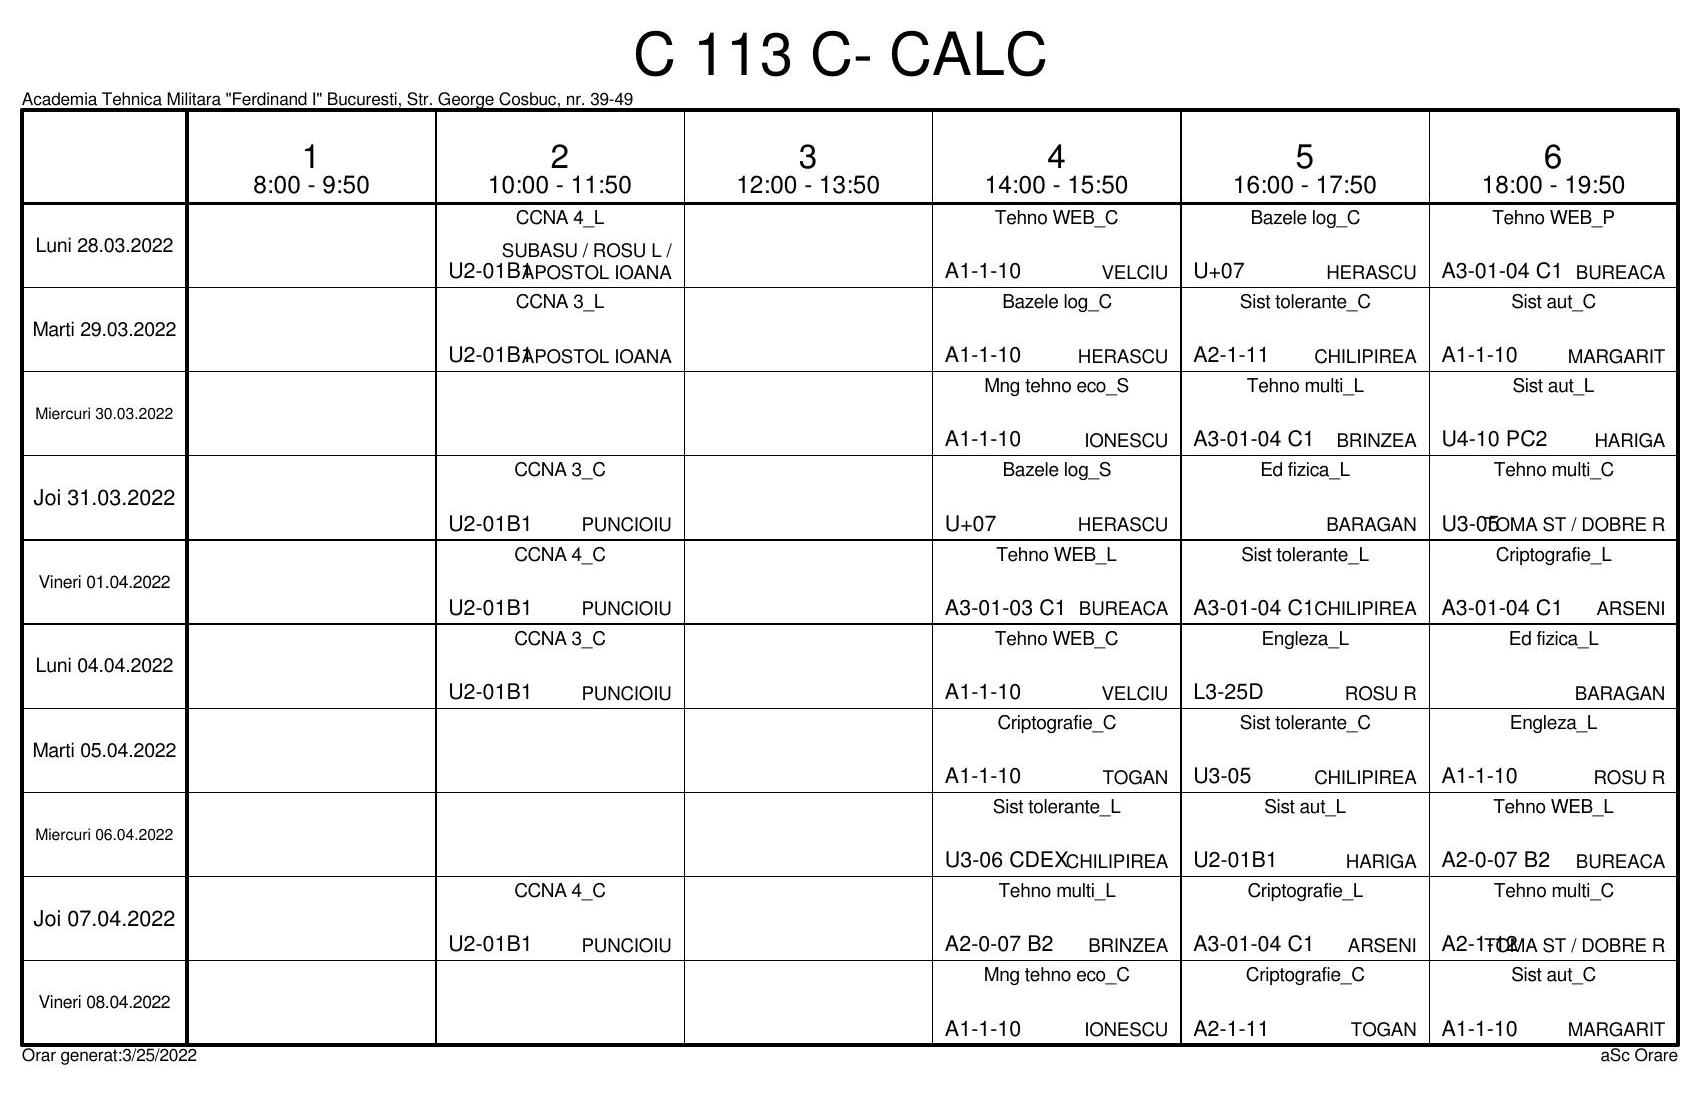 C 113 C- CALC
Academia Tehnica Militara "Ferdinand I" Bucuresti, Str. George Cosbuc, nr. 39-49
1 2 3 4 5 6
8:00 - 9:50 10:00 - 11:50 12:00 - 13:50 14:00 - 15:50 16:00 - 17:50 18:00 - 19:50
Luni 28.03.2022
CCNA 4_L
SUBASU / ROSU L /
U2-01B1 APOSTOL IOANA
Tehno WEB_C
A1-1-10 VELCIU
Bazele log_C
U+07 HERASCU
Tehno WEB_P
A3-01-04 C1 BUREACA
Marti 29.03.2022
CCNA 3_L
U2-01B1 APOSTOL IOANA
Bazele log_C
A1-1-10 HERASCU
Sist tolerante_C
A2-1-11 CHILIPIREA
Sist aut_C
A1-1-10 MARGARIT
Miercuri 30.03.2022
Mng tehno eco_S
A1-1-10 IONESCU
Tehno multi_L
A3-01-04 C1 BRINZEA
Sist aut_L
U4-10 PC2 HARIGA
Joi 31.03.2022
CCNA 3_C
U2-01B1 PUNCIOIU
Bazele log_S
U+07 HERASCU
Ed fizica_L
BARAGAN
Tehno multi_C
U3-05 TOMA ST / DOBRE R
Vineri 01.04.2022
CCNA 4_C
U2-01B1 PUNCIOIU
Tehno WEB_L
A3-01-03 C1 BUREACA
Sist tolerante_L
A3-01-04 C1 CHILIPIREA
Criptografie_L
A3-01-04 C1 ARSENI
Luni 04.04.2022
CCNA 3_C
U2-01B1 PUNCIOIU
Tehno WEB_C
A1-1-10 VELCIU
Engleza_L
L3-25D ROSU R
Ed fizica_L
BARAGAN
Marti 05.04.2022
Criptografie_C
A1-1-10 TOGAN
Sist tolerante_C
U3-05 CHILIPIREA
Engleza_L
A1-1-10 ROSU R
Miercuri 06.04.2022
Sist tolerante_L
U3-06 CDEX CHILIPIREA
Sist aut_L
U2-01B1 HARIGA
Tehno WEB_L
A2-0-07 B2 BUREACA
Joi 07.04.2022
CCNA 4_C
U2-01B1 PUNCIOIU
Tehno multi_L
A2-0-07 B2 BRINZEA
Criptografie_L
A3-01-04 C1 ARSENI
Tehno multi_C
TOMA ST / DOBRE R
Vineri 08.04.2022
Mng tehno eco_C
A1-1-10 IONESCU
Criptografie_C
A2-1-11 TOGAN
Sist aut_C
A1-1-10 MARGARIT
Orar generat:3/25/2022
aSc Orare